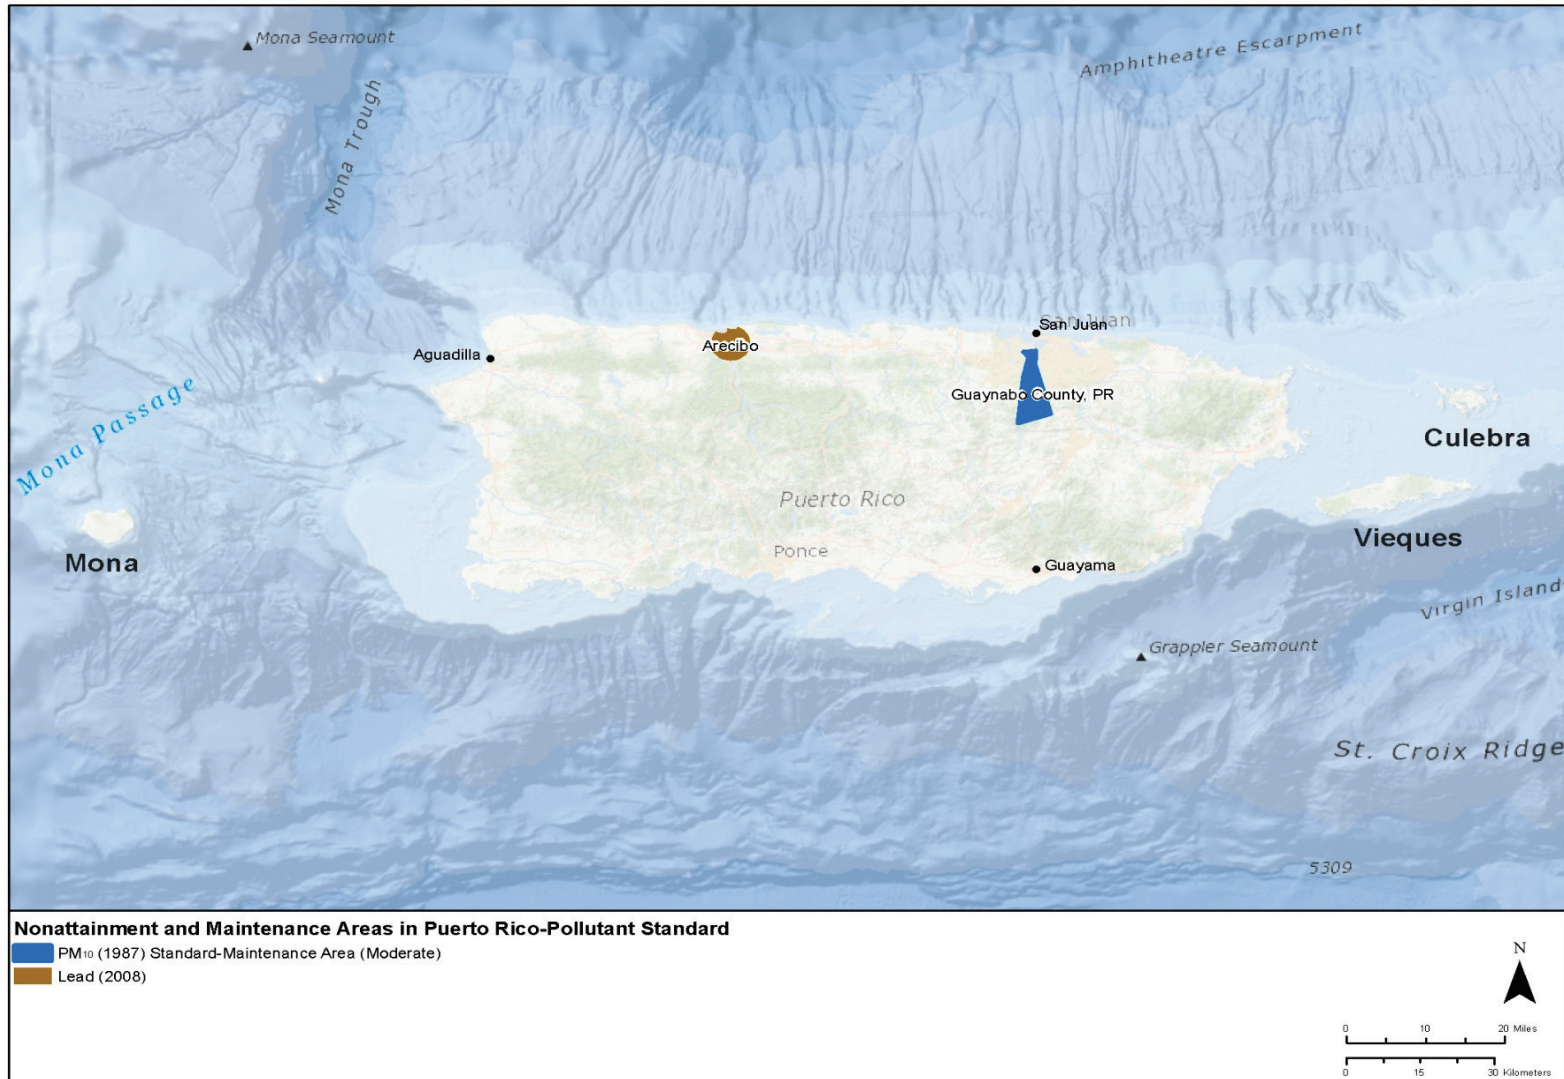 Mona Seamount
Amphitheatre Escarpment
Mona Trough
San Juan
San Juan
Arecibo
Aguadilla
Guaynabo County, PR
Mona Passage
Culebra
Puerto Rico
Vieques
Ponce
Mona
Guayama
Virgin Island
Grappler Seamount
St. Croix Ridge
5309
Nonattainment and Maintenance Areas in Puerto Rico-Pollutant Standard
PM10 (1987) Standard-Maintenance Area (Moderate)
Lead (2008)
N
0 10 20 Miles
0 15 30 Kilometers